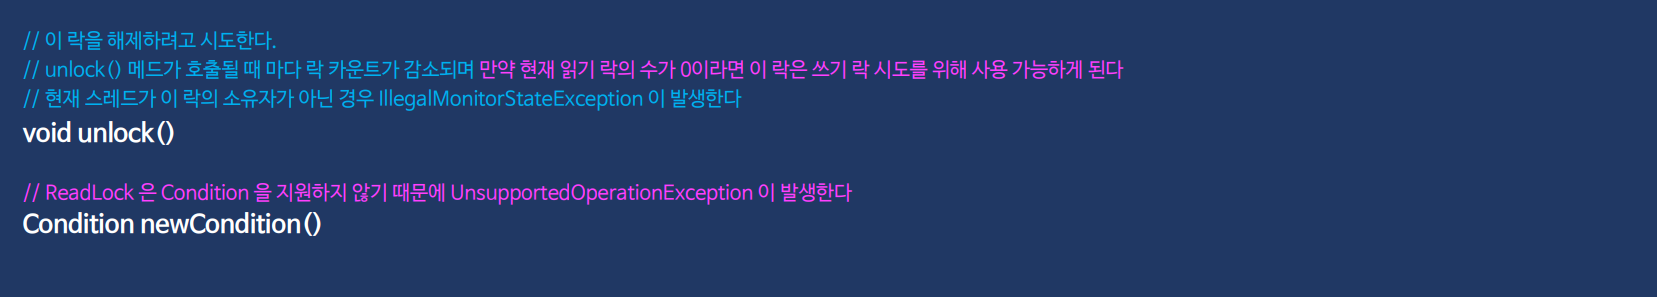 // 이 락을 해제하려고 시도한다.
// unlock() 메드가 호출될 때 마다 락 카운트가 감소되며 만약 현재 읽기 락의 수가 0이라면 이 락은 쓰기 락 시도를 위해 사용 가능하게 된다
// 현재 스레드가 이 락의 소유자가 아닌 경우 IllegalMonitorStateException 이 발생한다
void unlock()
// ReadLock 은 Condition 을 지원하지 않기 때문에 UnsupportedOperationException 이 발생한다
Condition newCondition()